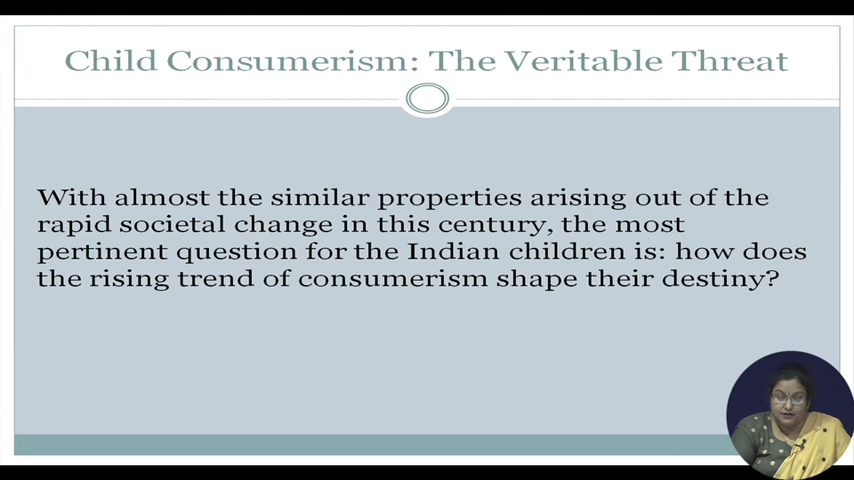 Child Consumerism: The Veritable Threat
With almost the similar properties arising out of the
rapid societal change in this century, the most
pertinent question for the Indian children is: how does
the rising trend of consumerism shape their destiny?